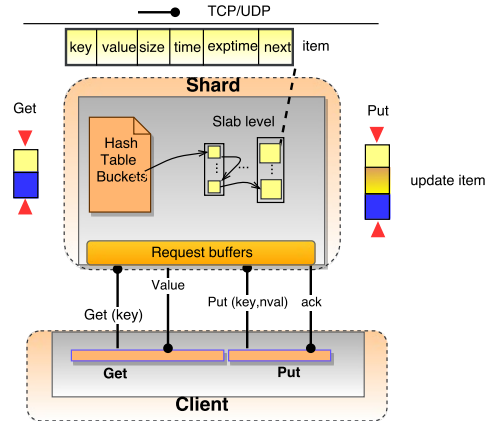 TCP/UDP
key value size time exptime next item
Shard
Get
Put
Slab level
Hash
Table
Buckets
...
...
update item
Request buffers
Value
Get (key)
Put (key,nval) ack
Get
Put
Client